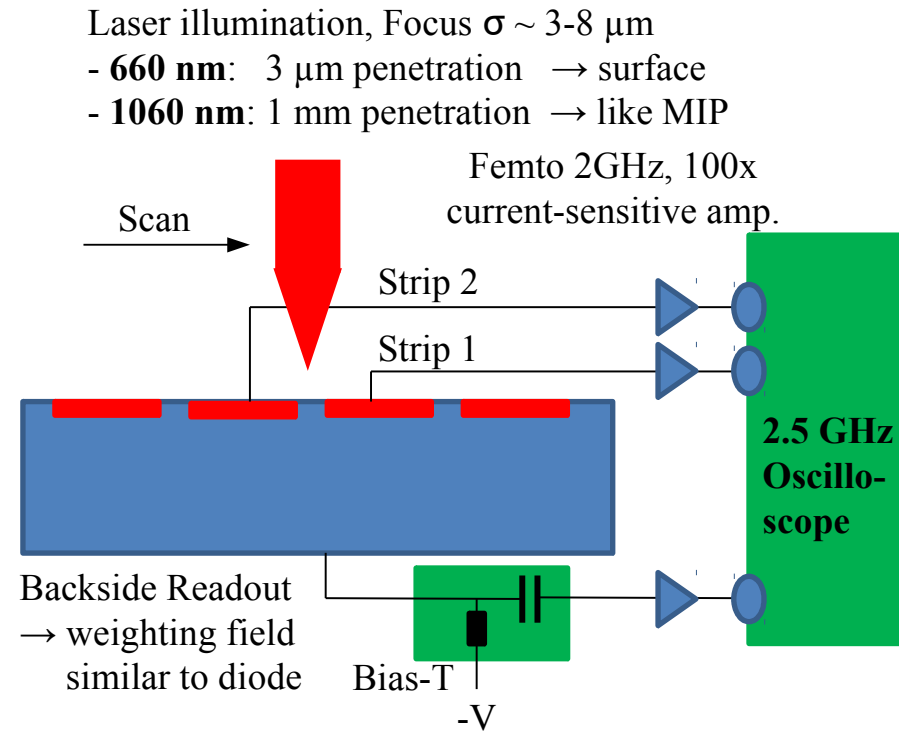 Laser illumination, Focus σ ~ 3-8 µm
- 660 nm: 3 µm penetration → surface
- 1060 nm: 1 mm penetration → like MIP
Femto 2GHz, 100x
current-sensitive amp.
Scan
Strip 2
Strip 1
2.5 GHz
Oscillo-
scope
Backside Readout
→ weighting field
similar to diode
Bias-T
-V